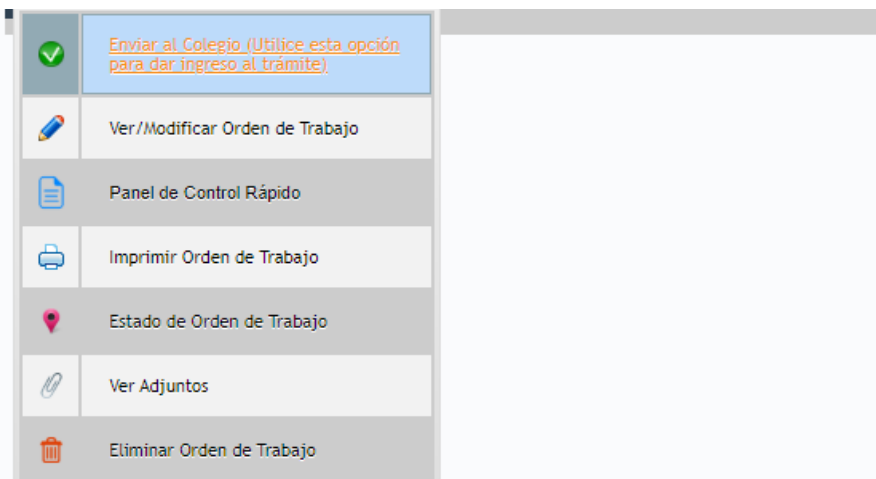 Enviar al Colegio (Utilice esta opción
para dar ingreso al trámite)
Ver/Modificar Orden de Trabajo
Panel de Control Rápido
Imprimir Orden de Trabajo
Estado de Orden de Trabajo
Ver Adjuntos
Eliminar Orden de Trabajo